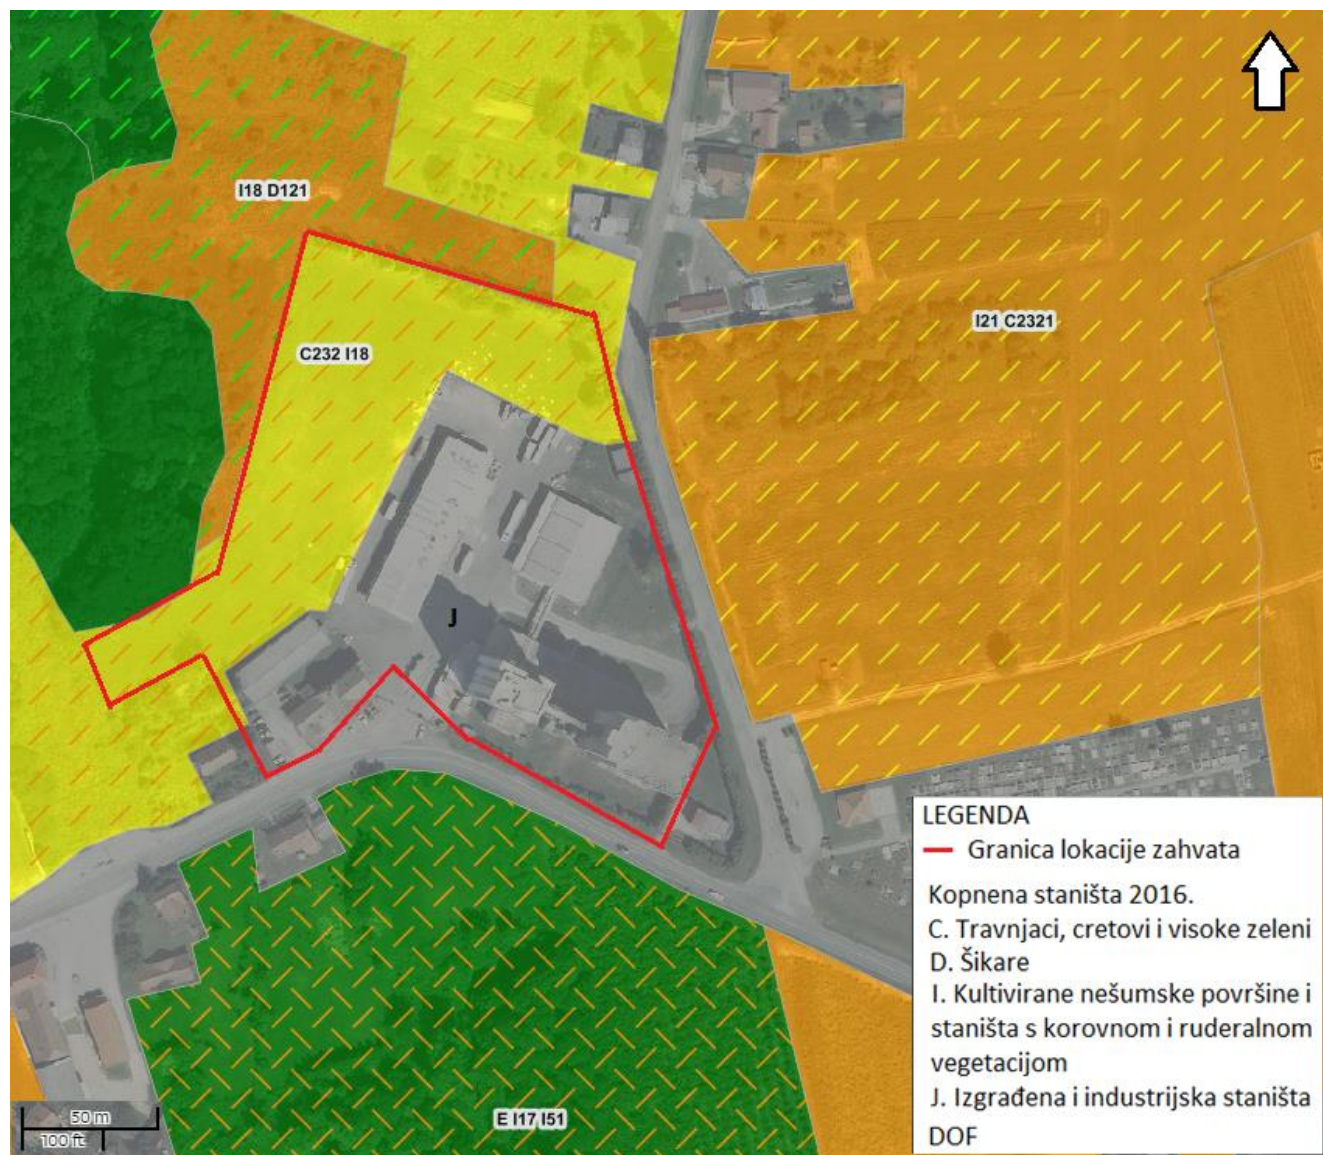 I18 D121
I21 C2321
C232 I18
J
E I17 I51
50 m
100 ft
LEGENDA
Granica lokacije zahvata
Kopnena staništa 2016.
C. Travnjaci, cretovi i visoke zeleni
D. Šikare
I. Kultivirane nešumske površine i
staništa s korovnom i ruderalnom
vegetacijom
J. Izgrađena i industrijska staništa
DOF